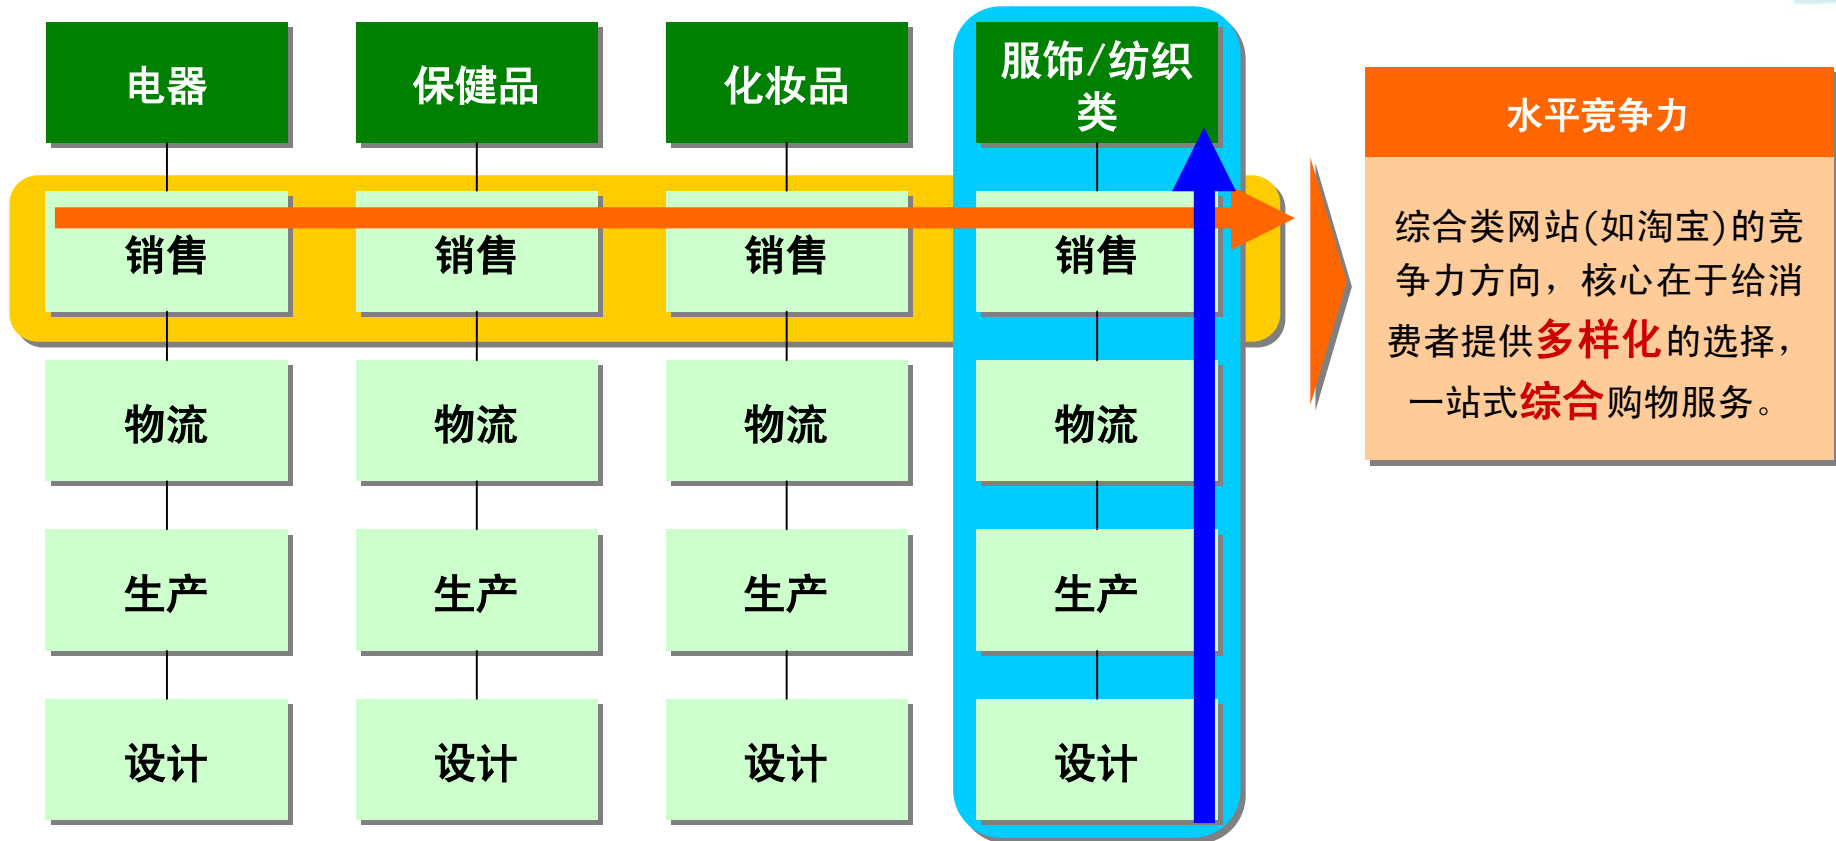 电器
保健品
化妆品
服饰/纺织
类
销售
销售
销售
销售
物流
物流
物流
物流
生产
生产
生产
生产
设计
设计
设计
设计
水平竞争力
综合类网站(如淘宝)的竞
争力方向，核心在于给消
费者提供多样化的选择，
一站式综合购物服务。